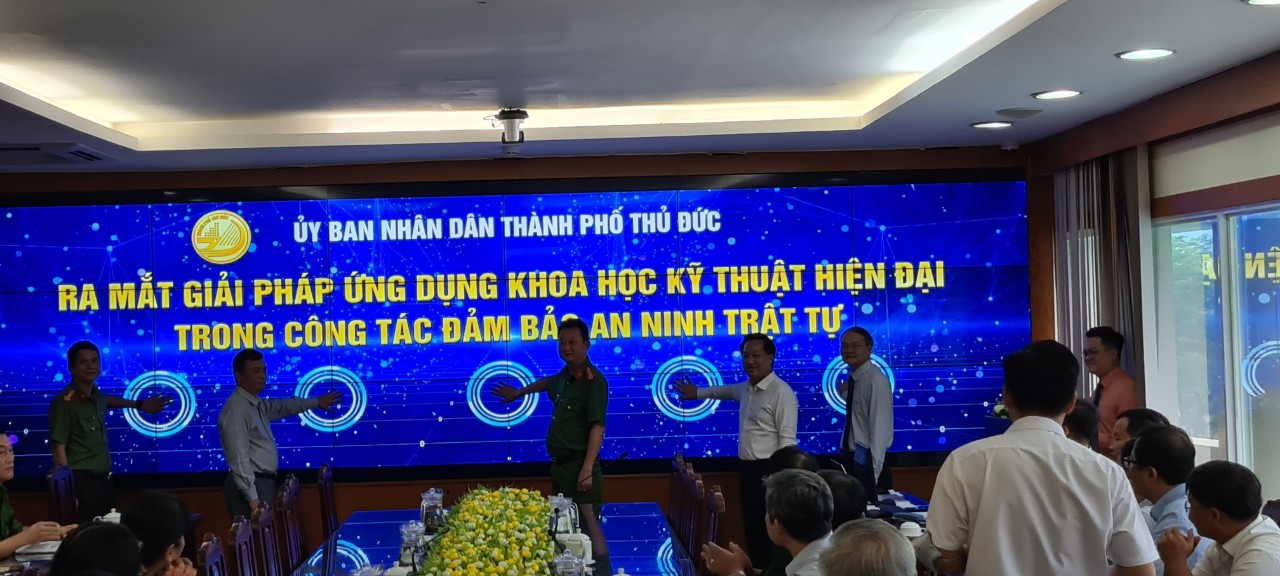 ỦY BAN NHÂN DÂN THÀNH PHỐ THỦ ĐỨC
RA MẮT GIẢI PHÁP ỨNG DỤNG KHOA HỌC KỸ THUẬT HIỆN ĐẠI
TRONG CÔNG TÁC ĐẢM BẢO AN NINH TRẬT TỰ